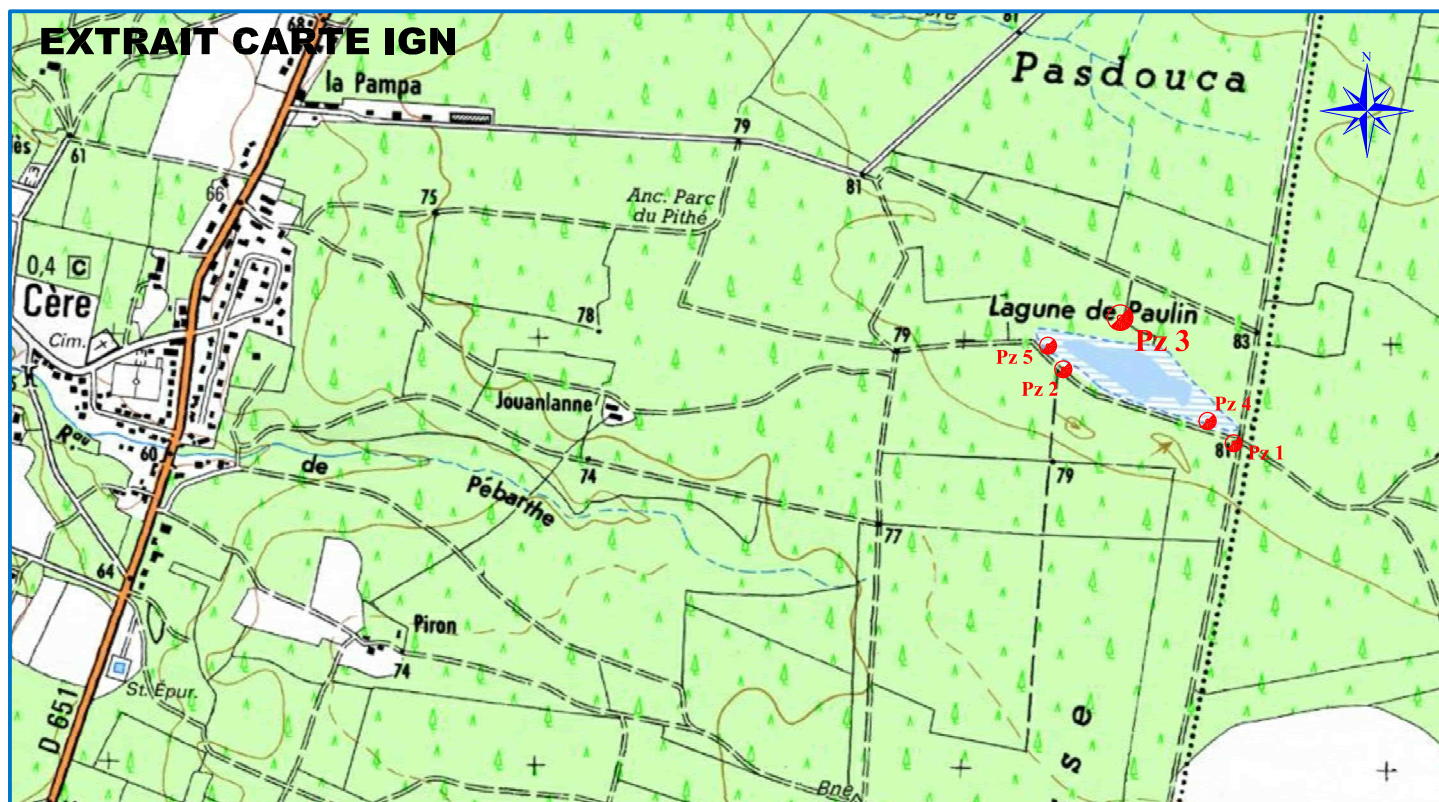 EXTRAIT CARTE IGN
68
81
N
la Pampa
Pasdouca
79
61
81
66
75
Anc. Parc
du Pithé
0,4 C
Cère
Lagune de Paulin
Pz 3
78
Cim.
79
83
Pz 5
Pz 2
Jouanlanne
Pz 4
Rau
60
de
81
Pz 1
74
79
Pébarthe
77
64
Piron
74
St. Épur.
D 651
s e
Bne